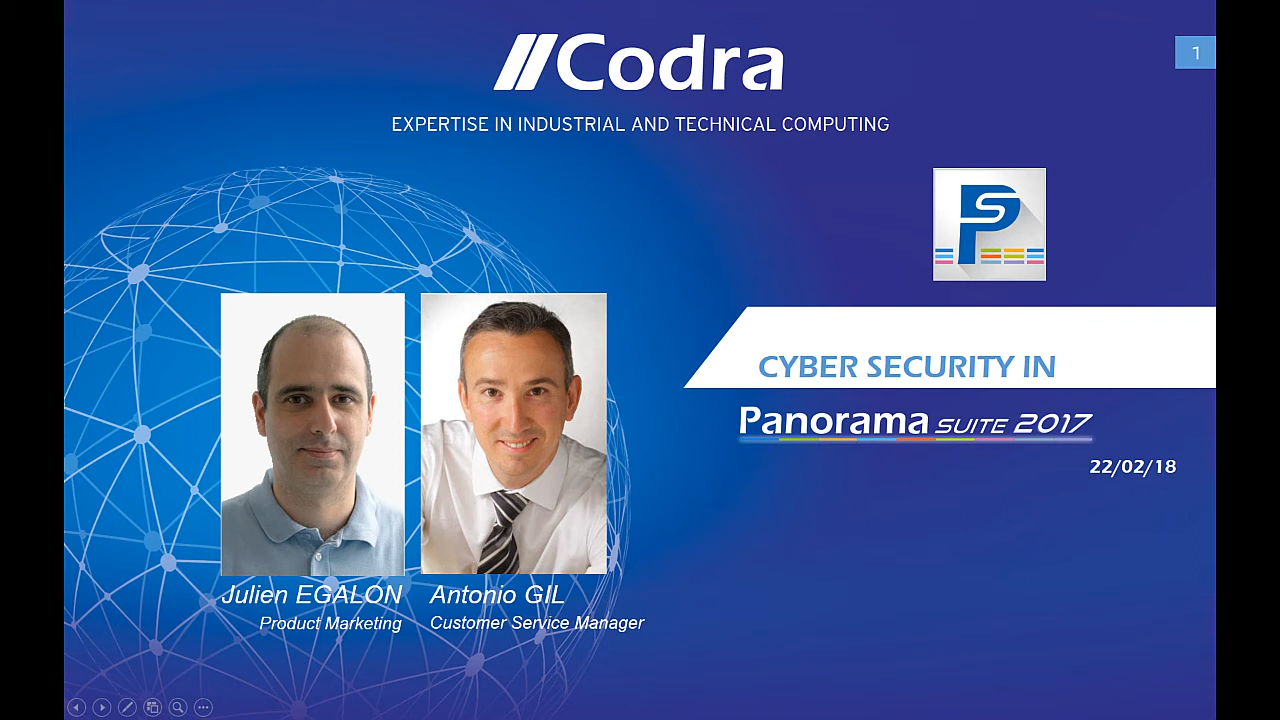 Codra
1
EXPERTISE IN INDUSTRIAL AND TECHNICAL COMPUTING
PS
CYBER SECURITY IN
Panorama SUITE 2017
22/02/18
Julien EGALON
Product Marketing
Antonio GIL
Customer Service Manager